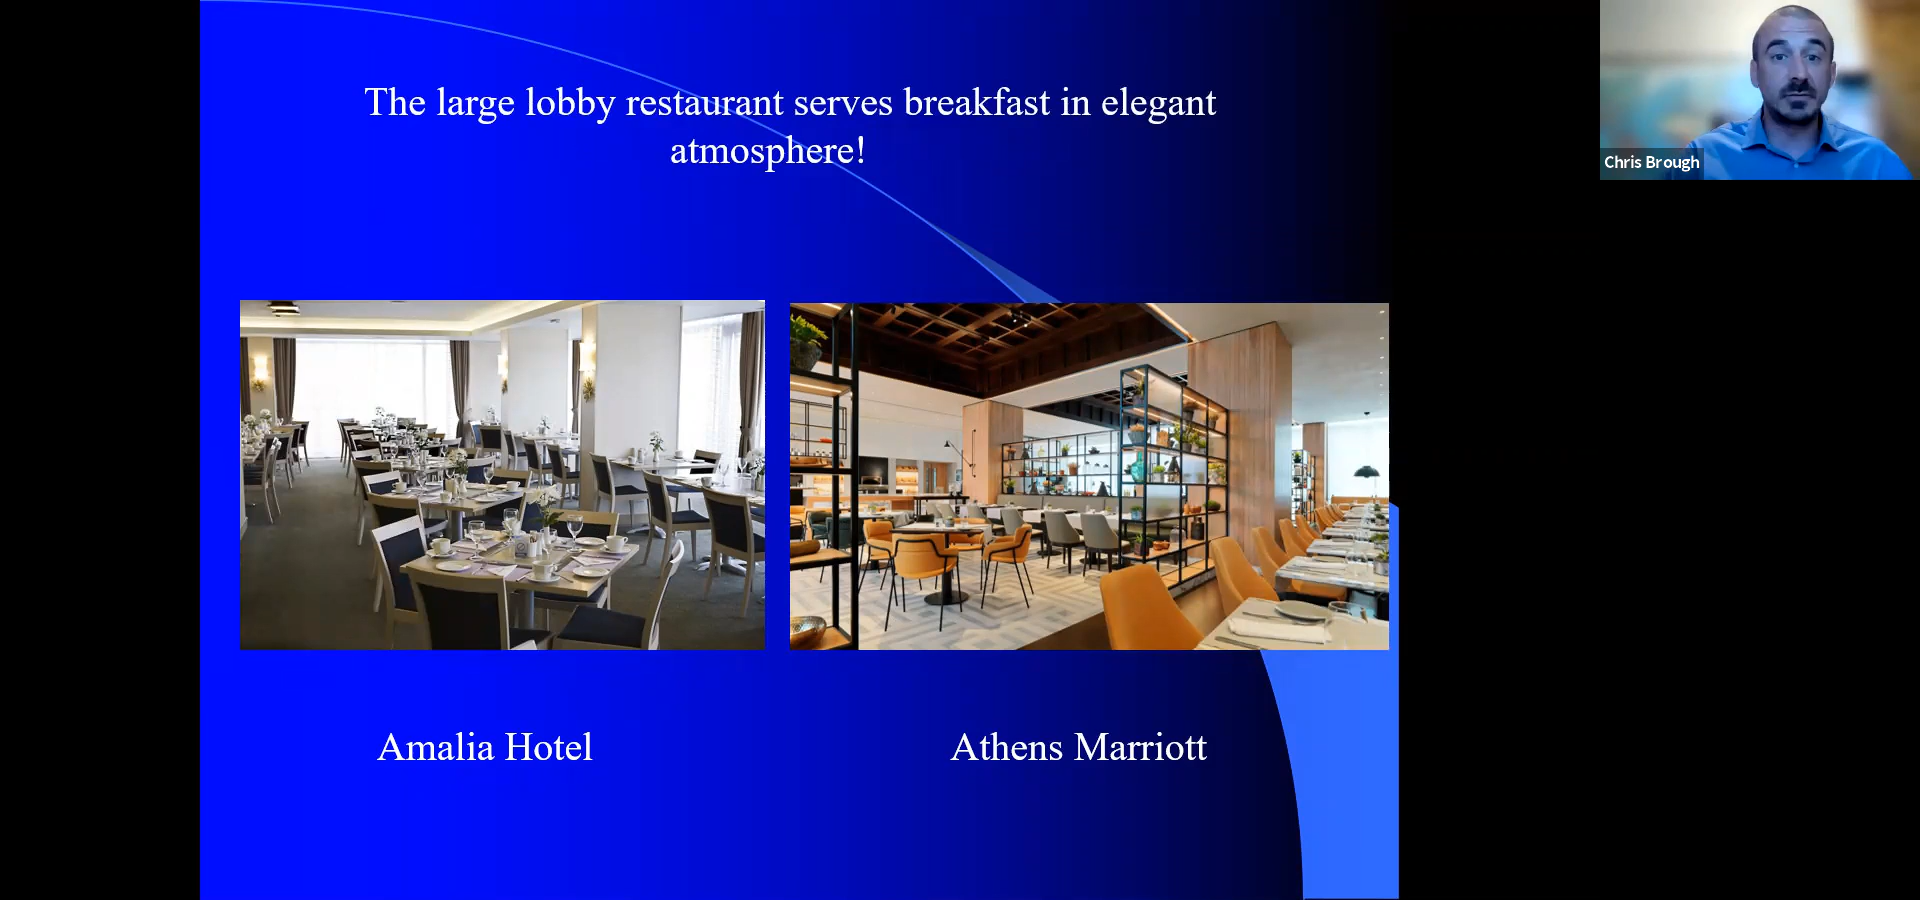 The large lobby restaurant serves breakfast in elegant
atmosphere!
Chris Brough
Amalia Hotel
Athens Marriott